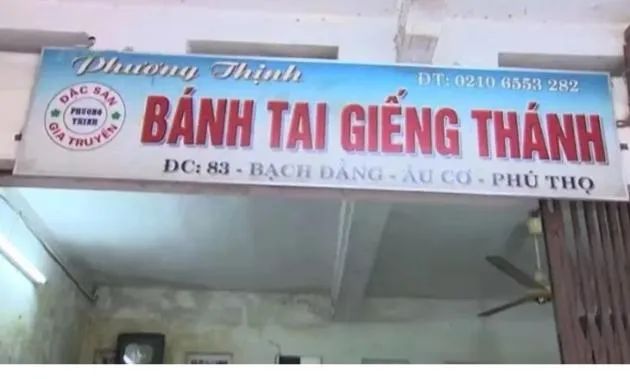 Phương Thịnh
ĐT: 0210 6553 282
ĐẶC SẢN
PHƯƠNG
THỊNH
GIA TRUYỀN
BÁNH TAI GIẾNG THÁNH
ĐC: 83 - BẠCH ĐẰNG - ÂU CƠ - PHÚ THỌ